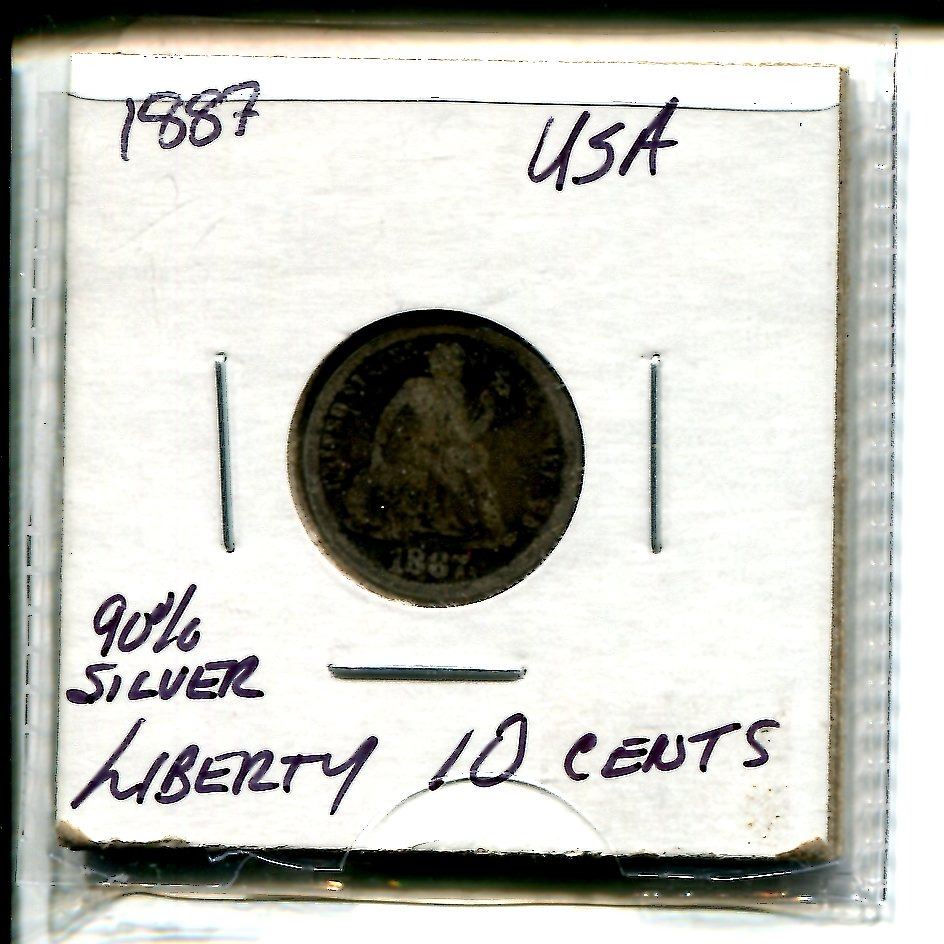 1887 USA
1887
90%
SILVER
LIBERTY 10 CENTS